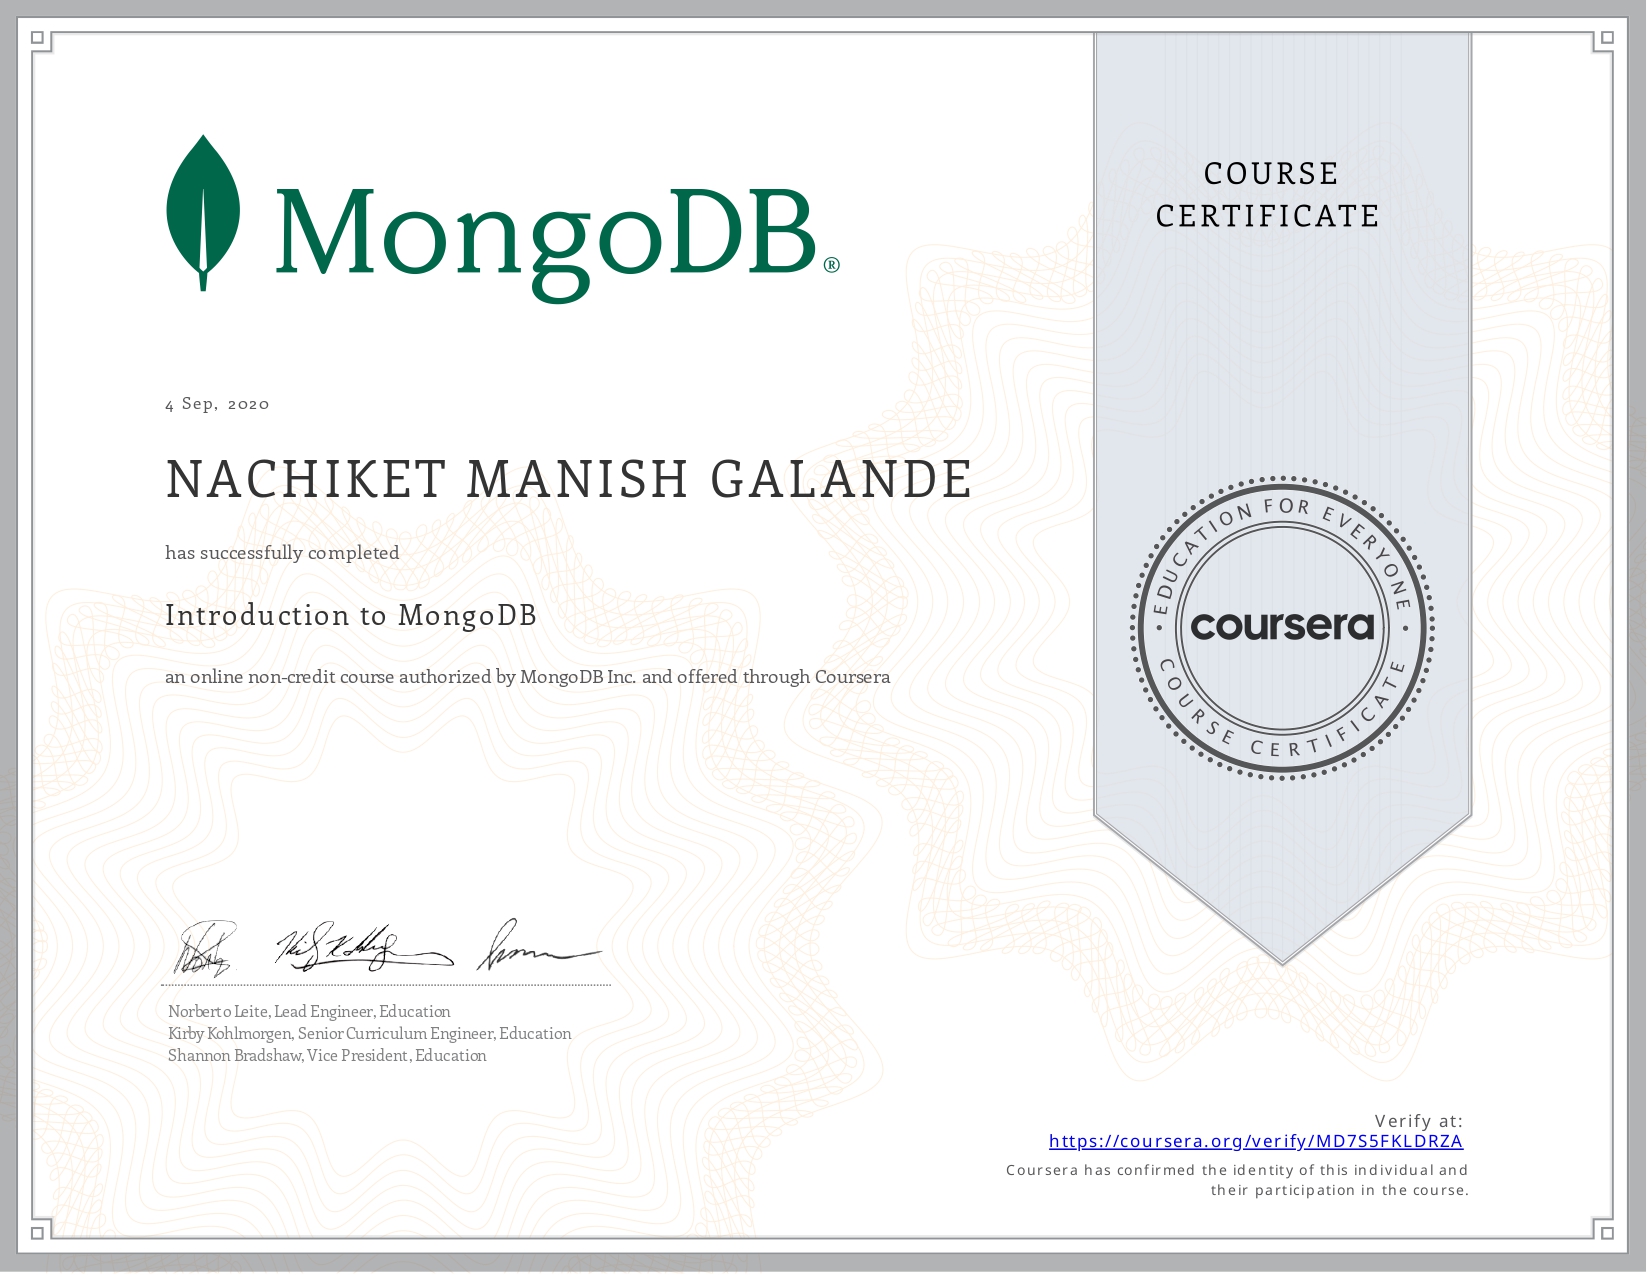 MongoDB®
COURSE
CERTIFICATE
4 Sep, 2020
NACHIKET MANISH GALANDE
has successfully completed
Introduction to MongoDB
an online non-credit course authorized by MongoDB Inc. and offered through Coursera
EDUCATION FOR EVERYONE
coursera
COURSE CERTIFICATE
Norberto Leite, Lead Engineer, Education
Kirby Kohlmorgen, Senior Curriculum Engineer, Education
Shannon Bradshaw, Vice President, Education
Verify at:
https://coursera.org/verify/MD7S5FKLDRZA
Coursera has confirmed the identity of this individual and
their participation in the course.